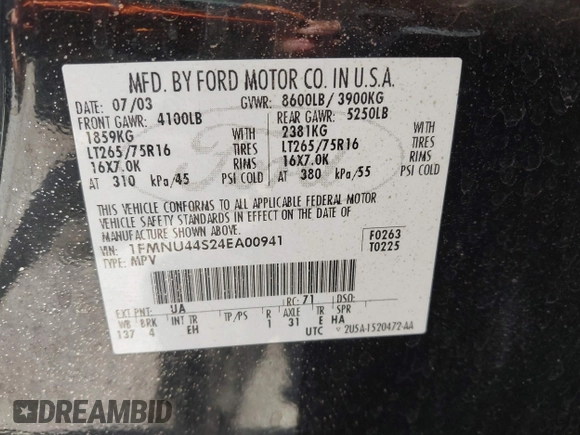 MFD. BY FORD MOTOR CO. IN U.S.A.
DATE: 07/03 GVWR: 8600LB/ 3900KG
FRONT GAWR: 4100LB REAR GAWR: 5250LB
1859KG WITH 2381KG WITH
LT265/75R16 TIRES LT265/75R16 TIRES
16X7.0K RIMS 16X7.0K RIMS
AT 310 kPa/45 PSI COLD AT 380 kPa/55 PSI COLD
THIS VEHICLE CONFORMS TO ALL APPLICABLE FEDERAL MOTOR
VEHICLE SAFETY STANDARDS IN EFFECT ON THE DATE OF
MANUFACTURE SHOWN ABOVE.
VIN: 1FMNU44S24EA00941 F0263
TYPE: MPV T0225
EXT PNT: UA RC: 71 DSO:
WB BRK INT TR TP/PS R AXLE TR SPR
137 4 EH 1 31 E HA
UTC 2U5A-1520472-AA
Ford
DREAMBID